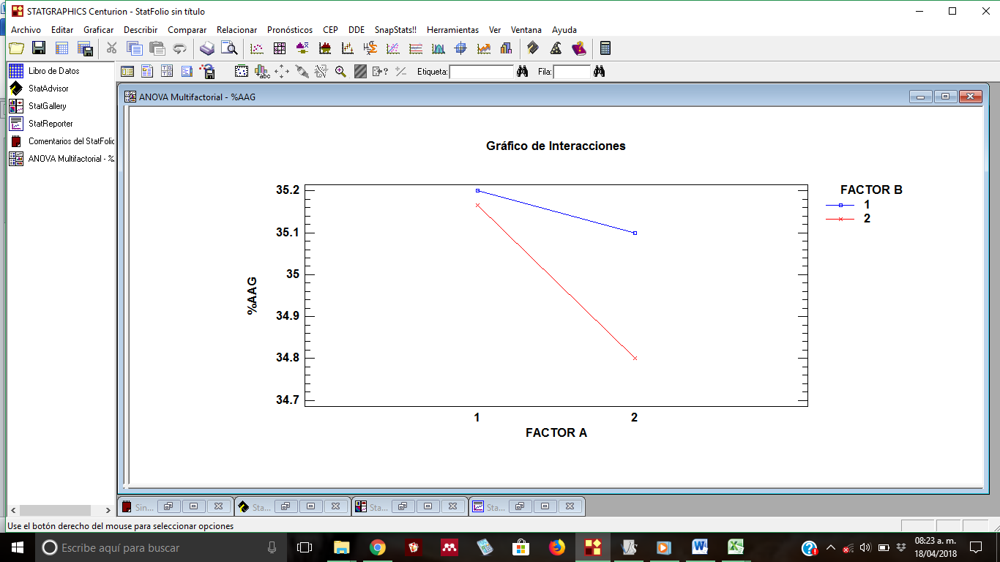 STATGRAPHICS Centurion - StatFolio sin título
Archivo Editar Graficar Describir Comparar Relacionar Pronósticos CEP DDE SnapStats!! Herramientas Ver Ventana Ayuda
Etiqueta: Fila:
Libro de Datos
StatAdvisor
StatGallery
StatReporter
Comentarios del StatFolio
ANOVA Multifactorial - %
ANOVA Multifactorial - %AAG
Gráfico de Interacciones
35.2
35.1
35
34.9
34.8
34.7
%AAG
1 2
FACTOR A
FACTOR B
1
2
Sin... Sta... Sta... Sta...
Use el botón derecho del mouse para seleccionar opciones
Escribe aquí para buscar
08:23 a. m.
18/04/2018